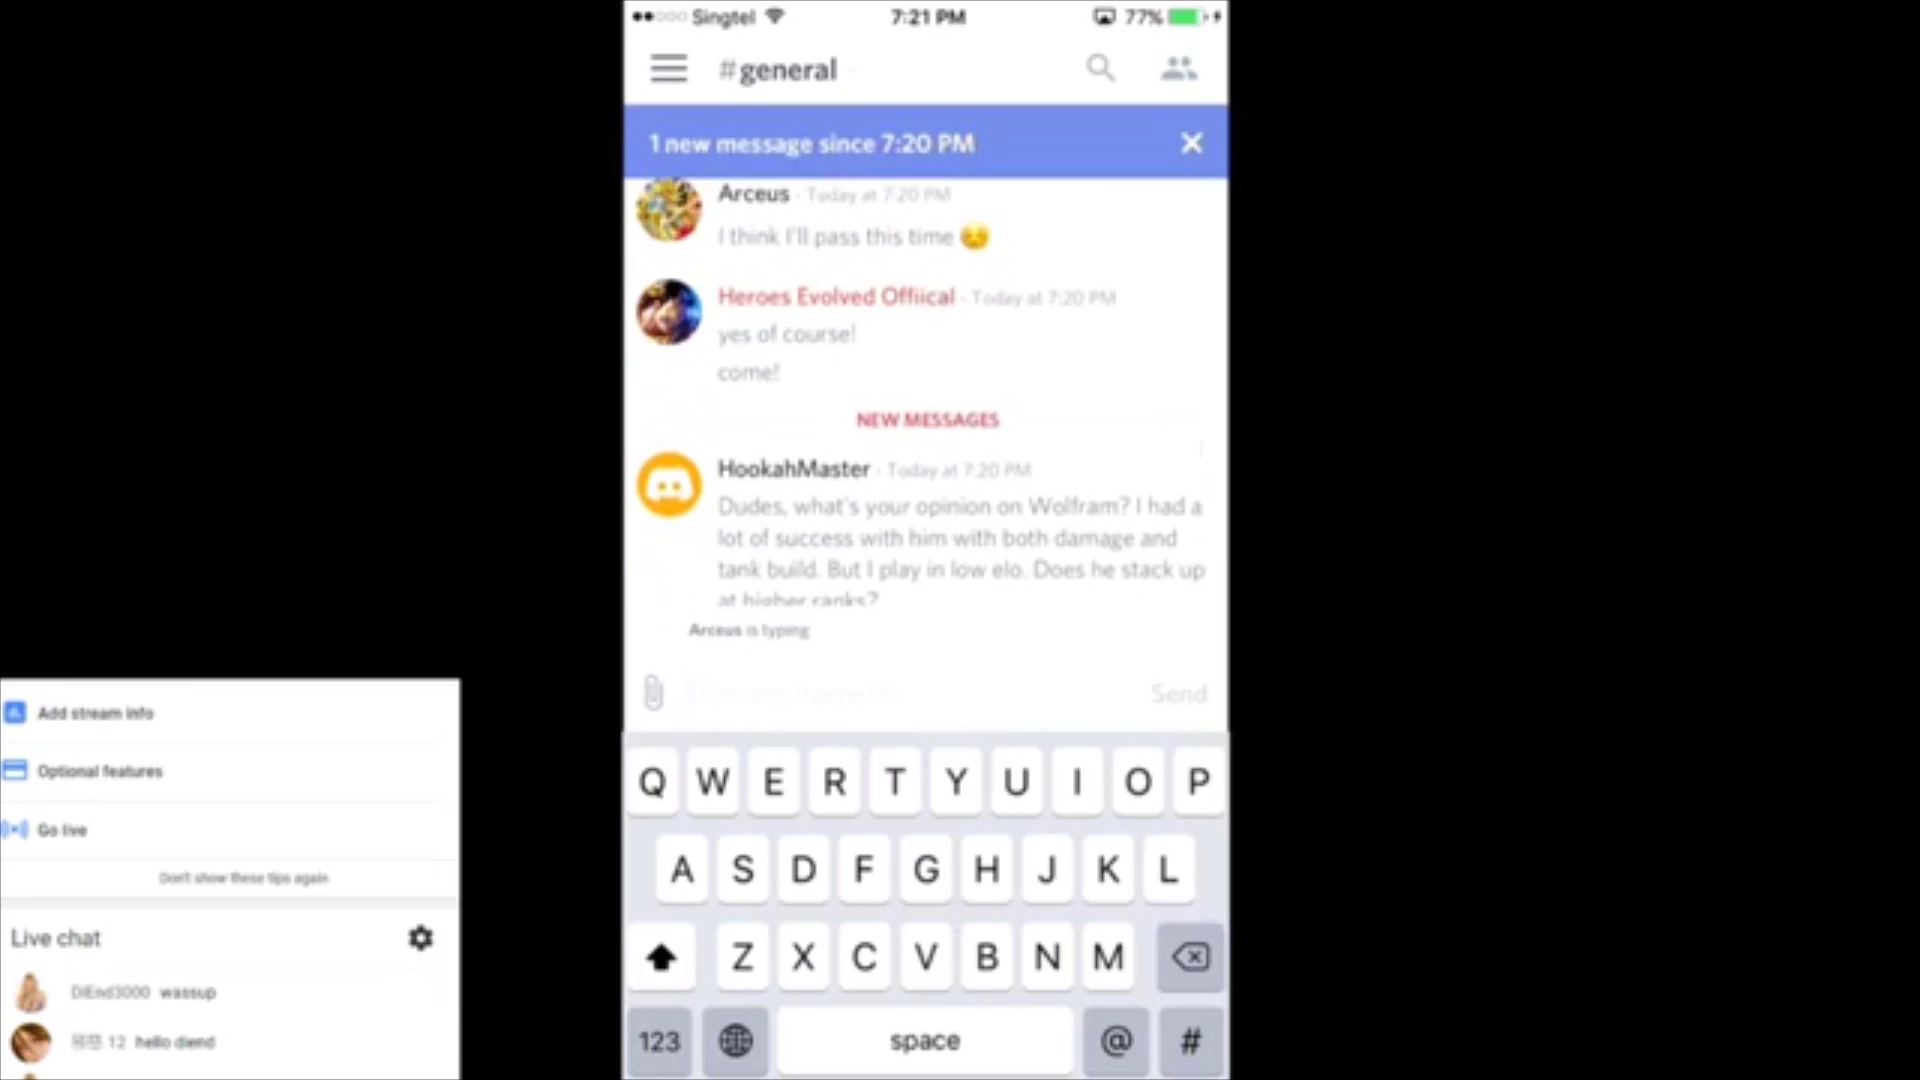 Singtel 7:21 PM 77%
#general
1 new message since 7:20 PM
Arceus - Today at 7:20 PM
I think I'll pass this time
Heroes Evolved Offiical - Today at 7:20 PM
yes of course!
come!
NEW MESSAGES
HookahMaster - Today at 7:20 PM
Dudes, what's your opinion on Wolfram? I had a
lot of success with him with both damage and
tank build. But I play in low elo. Does he stack up
at higher ranks?
Arceus is typing
Send
Q W E R T Y U I O P
A S D F G H J K L
Z X C V B N M
123 space @ #
Add stream info
Optional features
Go live
Don't show these tips again
Live chat
DiEnd3000 wassup
12 hello diend